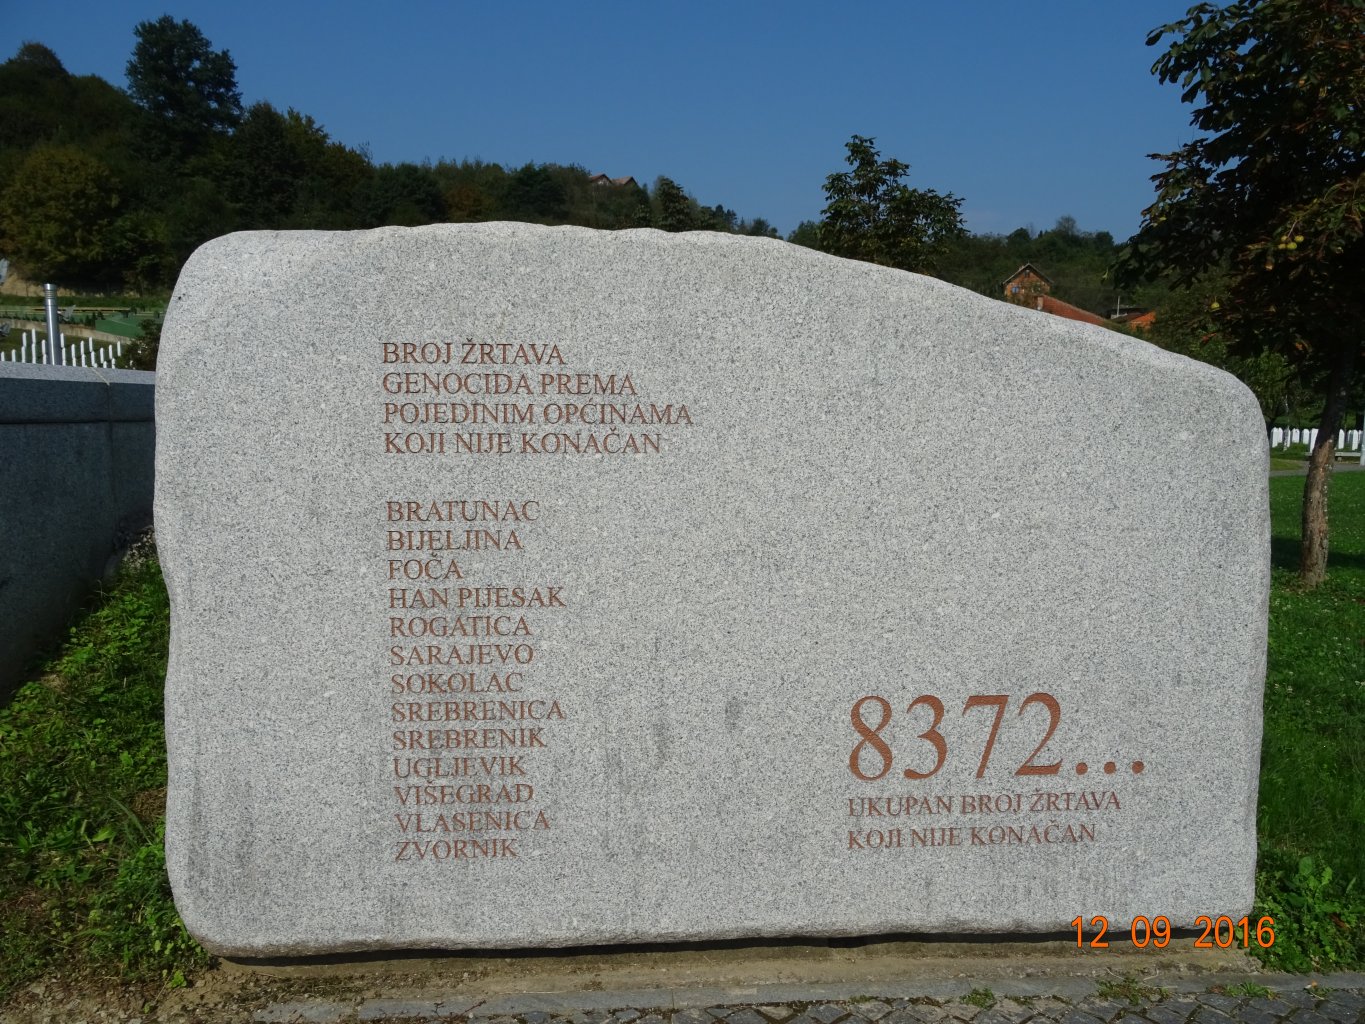 BROJ ŽRTAVA
GENOCIDA PREMA
POJEDINIM OPĆINAMA
KOJI NIJE KONAČAN
BRATUNAC
BIJELJINA
FOČA
HAN PIJESAK
ROGATICA
SARAJEVO
SOKOLAC
SREBRENICA
SREBRENIK
UGLJEVIK
VIŠEGRAD
VLASENICA
ZVORNIK
8372...
UKUPAN BROJ ŽRTAVA
KOJI NIJE KONAČAN
12 09 2016